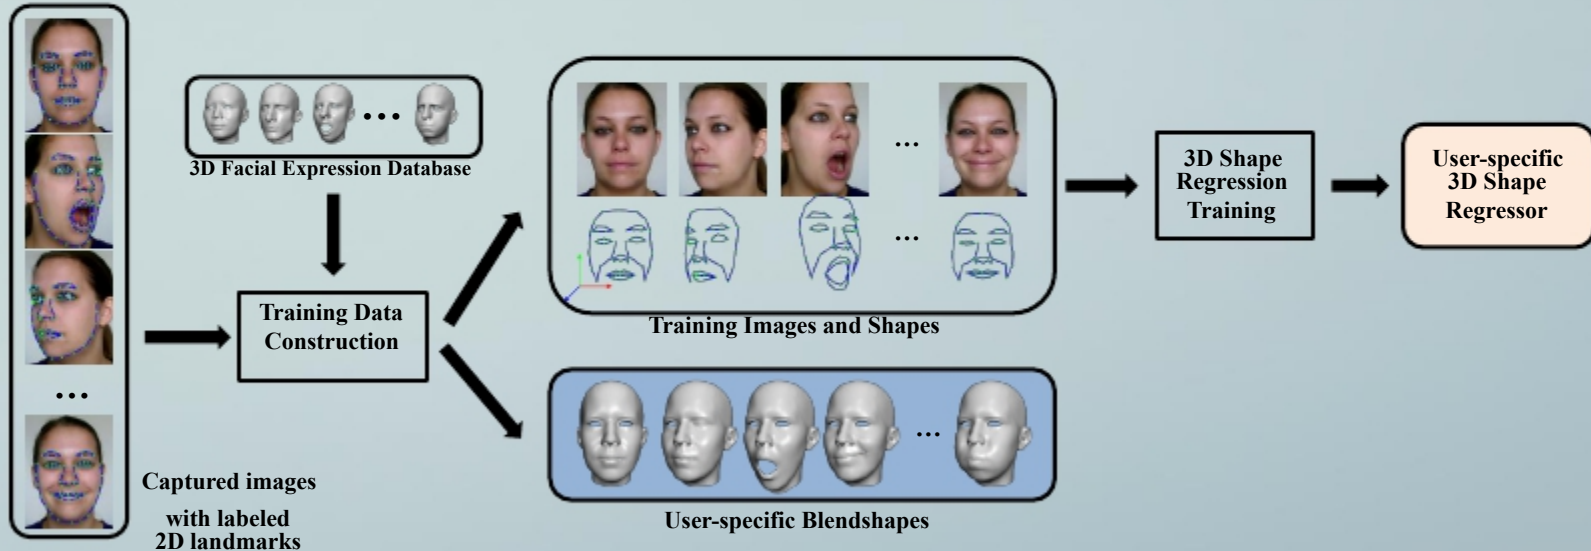 3D Facial Expression Database
Training Data
Construction
...
Captured images
with labeled
2D landmarks
...
...
...
Training Images and Shapes
...
User-specific Blendshapes
3D Shape
Regression
Training
User-specific
3D Shape
Regressor